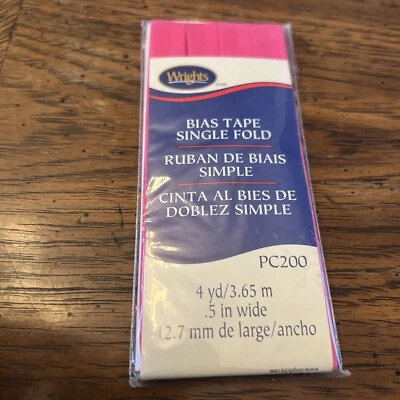 Wrights
BIAS TAPE
SINGLE FOLD
RUBAN DE BIAIS
SIMPLE
CINTA AL BIES DE
DOBLEZ SIMPLE
PC200
4 yd/3.65 m
.5 in wide
12.7 mm de large/ancho